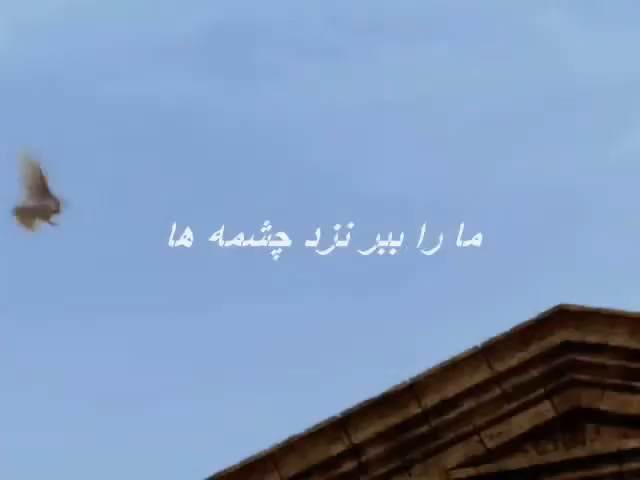 ما را ببر نزد چشمه ها